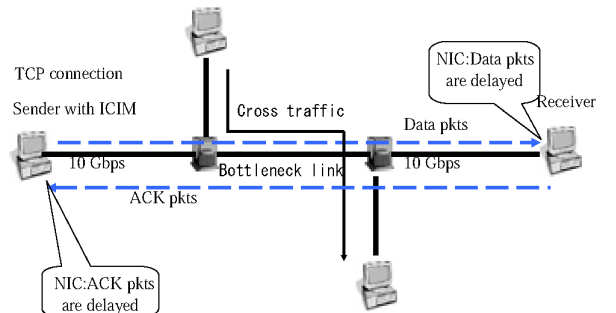 NIC:Data pkts
are delayed
TCP connection
Receiver
Sender with ICIM
Cross traffic
Data pkts
10 Gbps
Bottleneck link
10 Gbps
ACK pkts
NIC:ACK pkts
are delayed